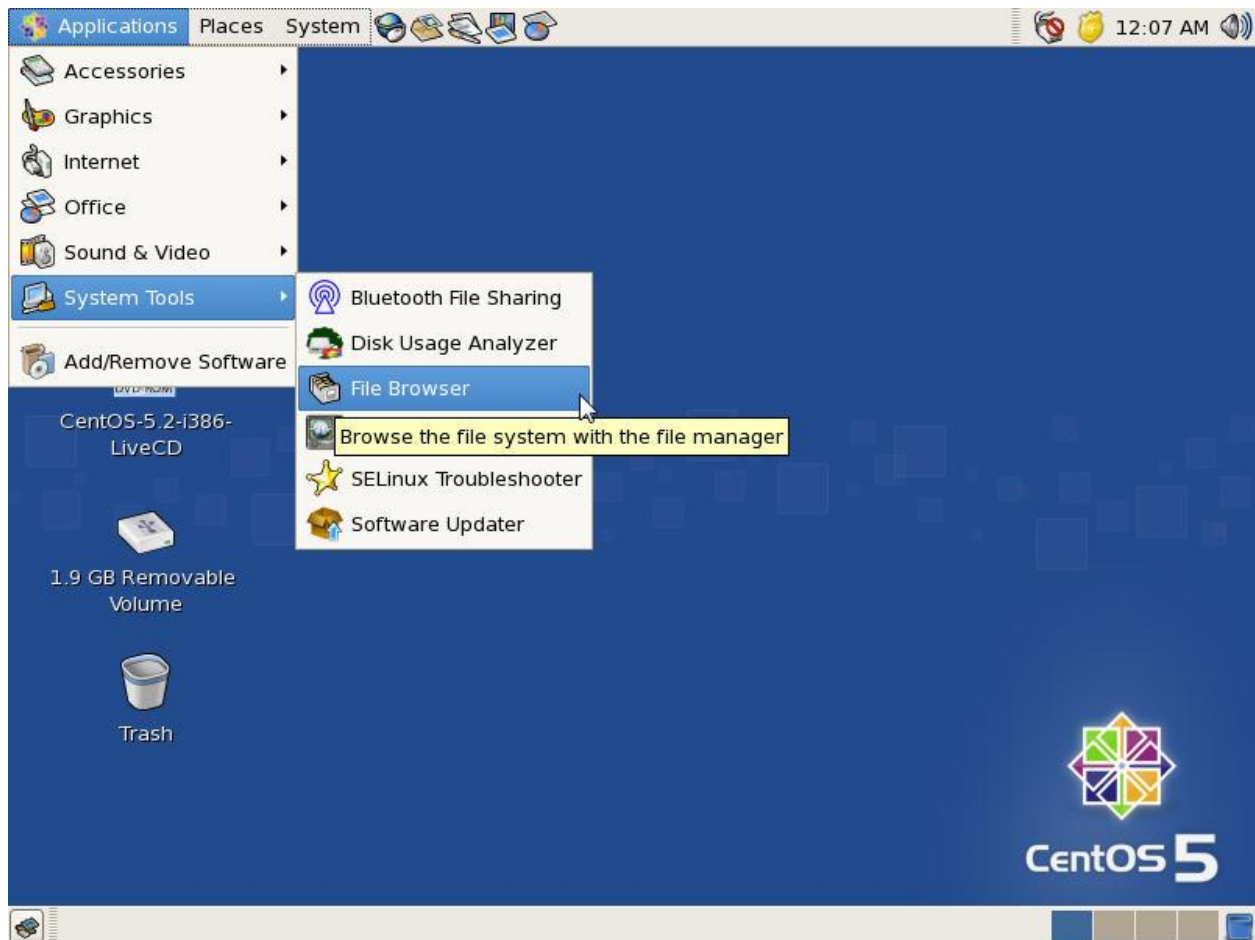 Applications Places System 12:07 AM
Accessories
Graphics
Internet
Office
Sound & Video
System Tools
Add/Remove Software
Bluetooth File Sharing
Disk Usage Analyzer
File Browser
Browse the file system with the file manager
SELinux Troubleshooter
Software Updater
DVD-ROM
CentOS-5.2-i386-
LiveCD
1.9 GB Removable
Volume
Trash
CentOS 5